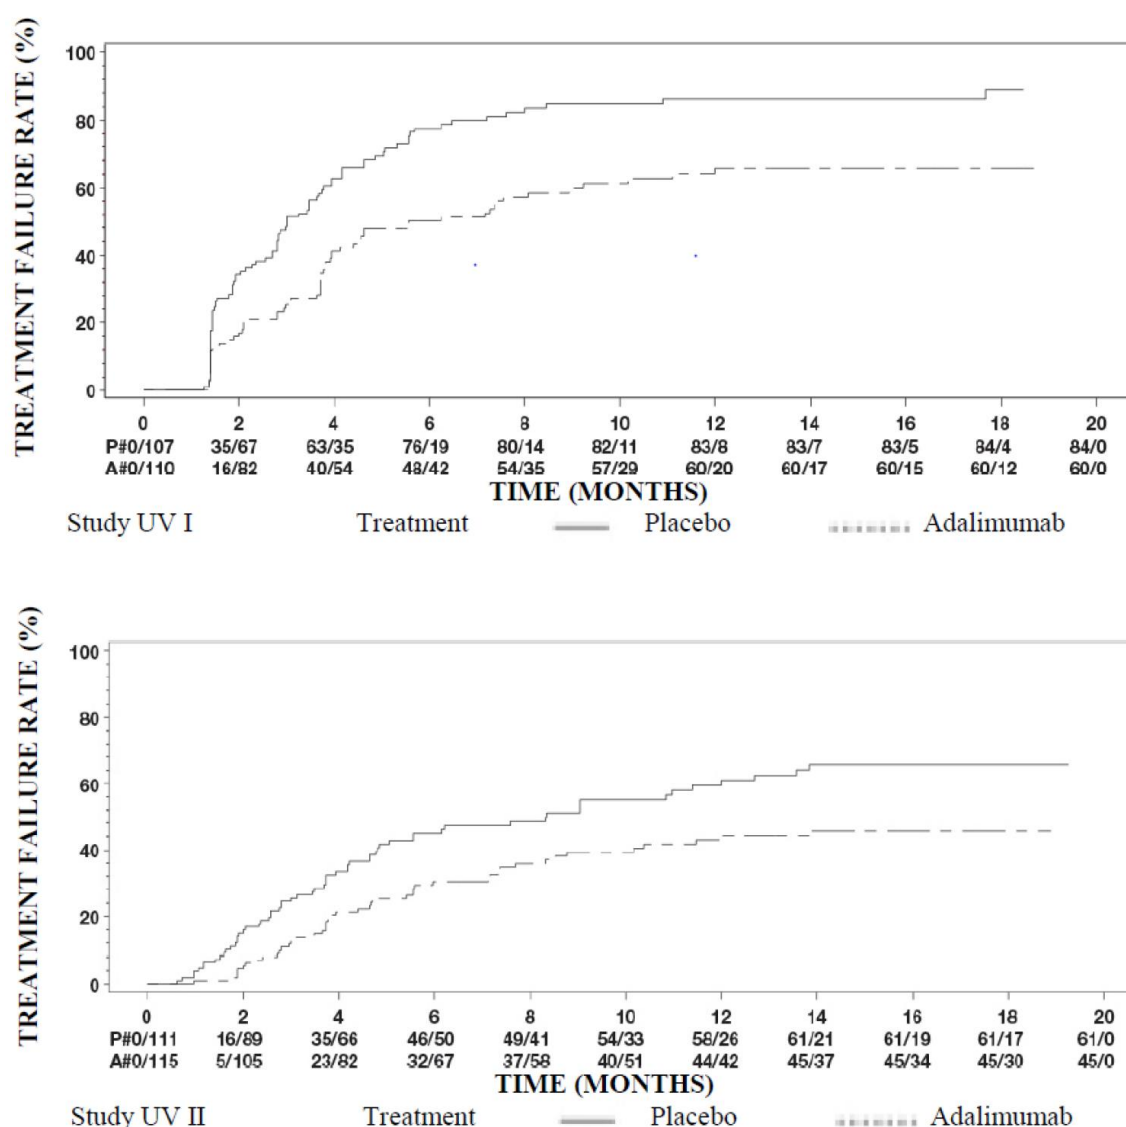 TREATMENT FAILURE RATE (%)
100
80
60
40
20
0
0 2 4 6 8 10 12 14 16 18 20
P#0/107 35/67 63/35 76/19 80/14 82/11 83/8 83/7 83/5 84/4 84/0
A#0/110 16/82 40/54 48/42 54/35 57/29 60/20 60/17 60/15 60/12 60/0
TIME (MONTHS)
Study UV I Treatment Placebo Adalimumab
TREATMENT FAILURE RATE (%)
100
80
60
40
20
0
0 2 4 6 8 10 12 14 16 18 20
P#0/111 16/89 35/66 46/50 49/41 54/33 58/26 61/21 61/19 61/17 61/0
A#0/115 5/105 23/82 32/67 37/58 40/51 44/42 45/37 45/34 45/30 45/0
TIME (MONTHS)
Study UV II Treatment Placebo Adalimumab